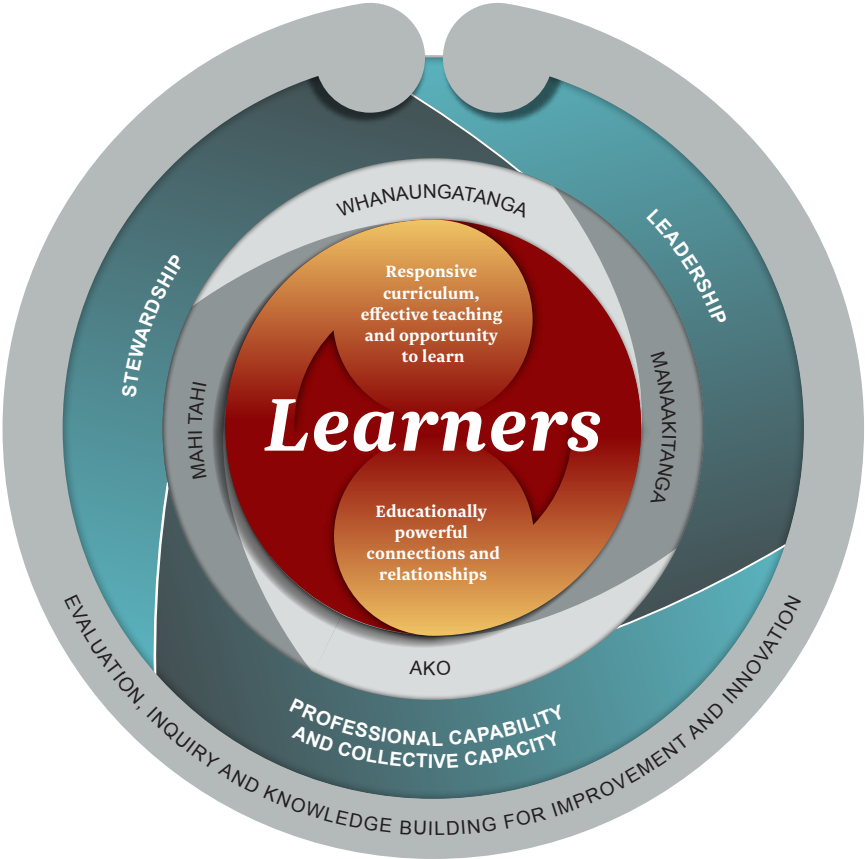 WHANAUNGATANGA
LEADERSHIP
STEWARDSHIP
MANAAKITANGA
MAHI TAHI
Responsive
curriculum,
effective teaching
and opportunity
to learn
Learners
Educationally
powerful
connections and
relationships
AKO
PROFESSIONAL CAPABILITY
AND COLLECTIVE CAPACITY
EVALUATION, INQUIRY AND KNOWLEDGE BUILDING FOR IMPROVEMENT AND INNOVATION